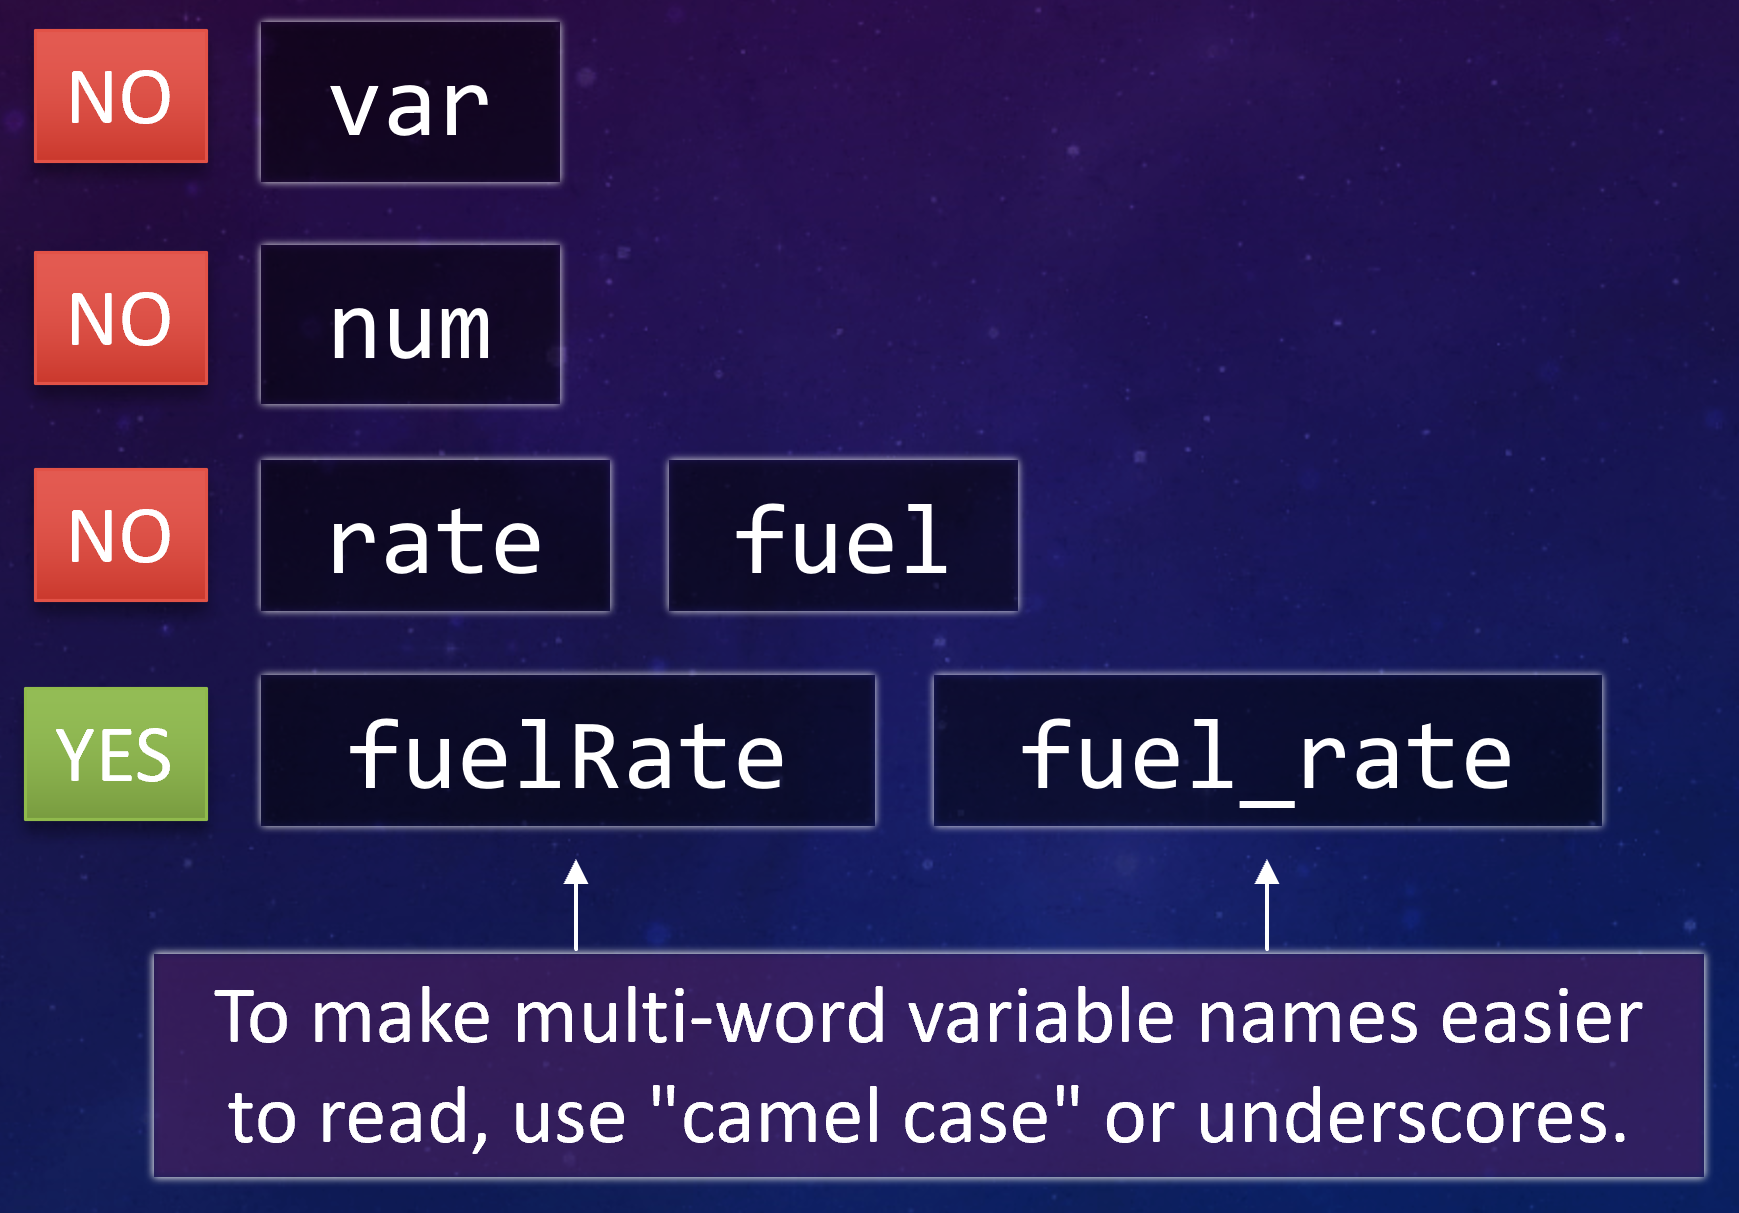 NO var
NO num
NO rate fuel
YES fuelRate fuel_rate
To make multi-word variable names easier
to read, use "camel case" or underscores.